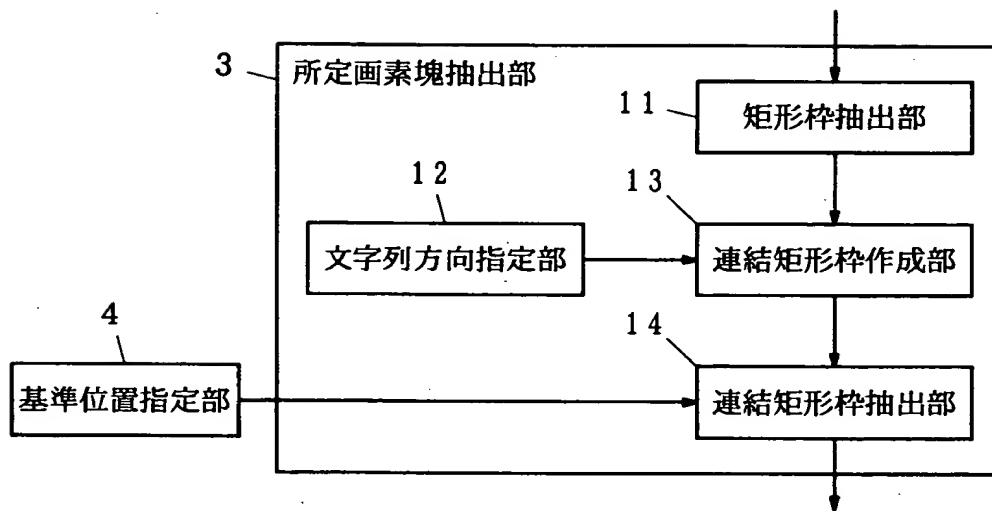 3
所定画素塊抽出部
11
矩形枠抽出部
12
13
文字列方向指定部
連結矩形枠作成部
4
14
基準位置指定部
連結矩形枠抽出部